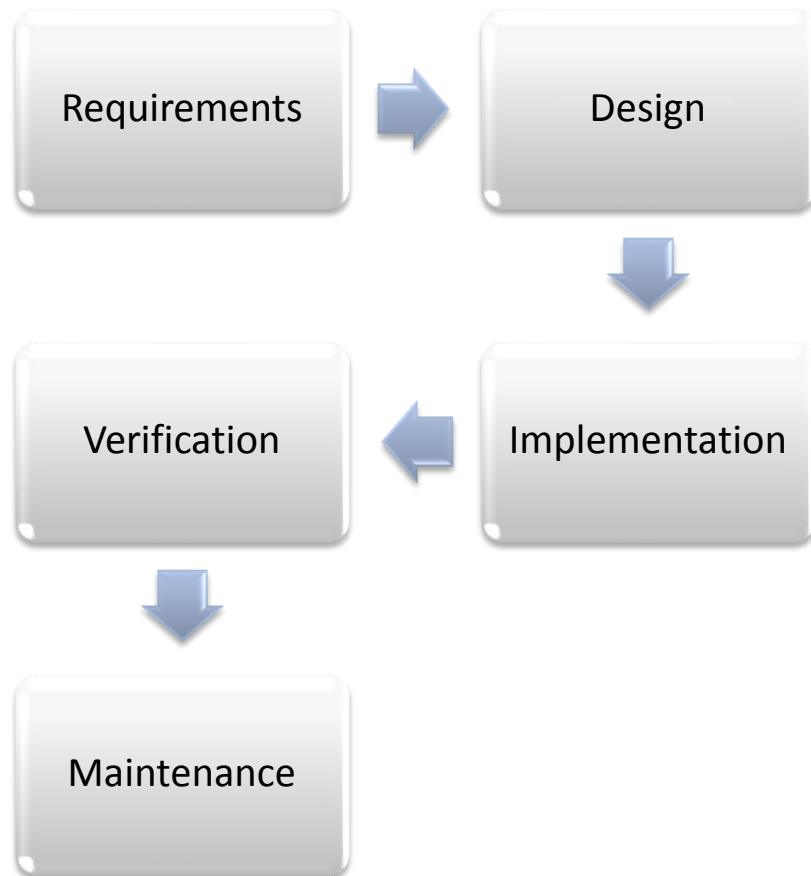 Requirements
Design
Implementation
Verification
Maintenance